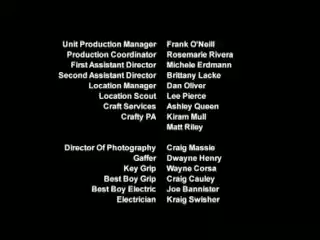 Unit Production Manager Frank O'Neill
Production Coordinator Rosemarie Rivera
First Assistant Director Michele Erdmann
Second Assistant Director Brittany Lacke
Location Manager Dan Oliver
Location Scout Lee Pierce
Craft Services Ashley Queen
Crafty PA Kiram Mull
Matt Riley
Director Of Photography Craig Massie
Gaffer Dwayne Henry
Key Grip Wayne Corsa
Best Boy Grip Craig Cauley
Best Boy Electric Joe Bannister
Electrician Kraig Swisher